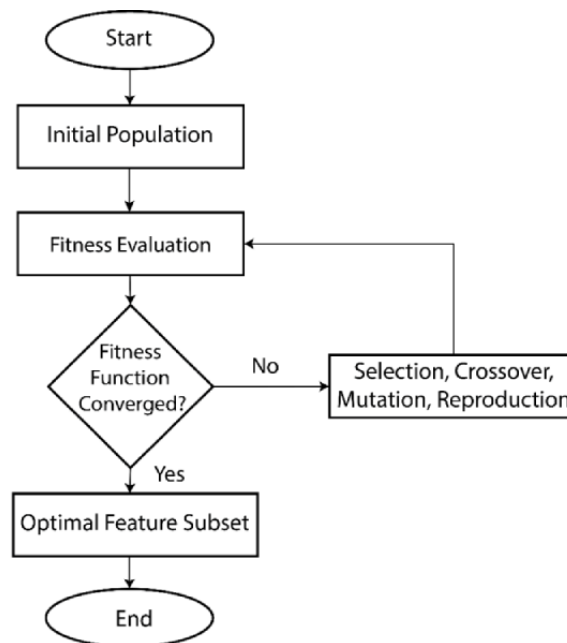 Start
Initial Population
Fitness Evaluation
Fitness
Function
Converged?
No
Selection, Crossover,
Mutation, Reproduction
Yes
Optimal Feature Subset
End